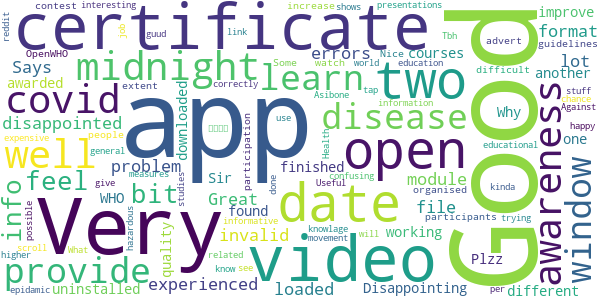 reddit contest interesting increase shows presentations
certificate improve
job guud link advert format
OpenWHO midnight Some watch world Nice errors courses guidelines
Says learn Tbh two Good difficult lot
awarded extent education another
covid app downloaded Asibone tap Why stuff chance
disappointed disease information educational Against
well problem participation Health use open awareness one
feel Sir finished correctly module kinda happy
people general bit Great date confusing organised window
info expensive measures WHO found Useful file participants trying
possible give studies done invalid working Plzz
Very hazardous quality informative video knowlage movement will
scroll What related Disappointing
provide higher experienced know see loaded per different
epidemic uninstalled